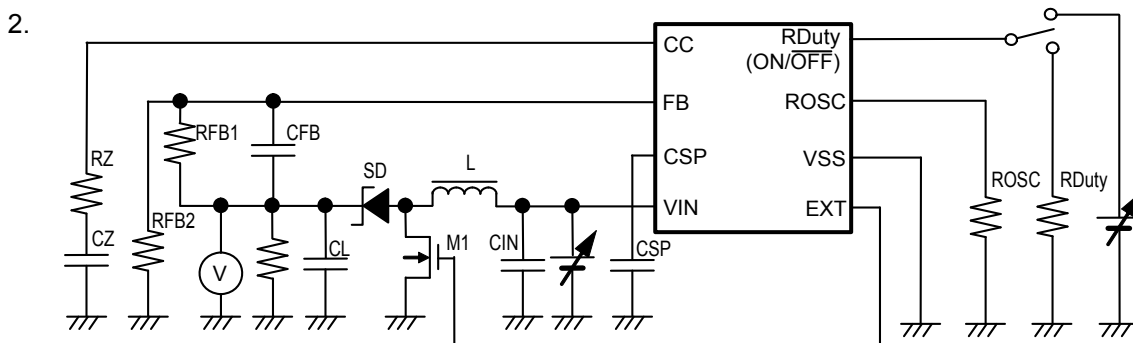 2.
CC
RDuty
(ON/OFF)
FB
ROSC
CSP
VSS
VIN
EXT
RFB1
CFB
RZ
SD
L
ROSC
RDuty
RFB2
CZ
V
CL
M1
CIN
CSP